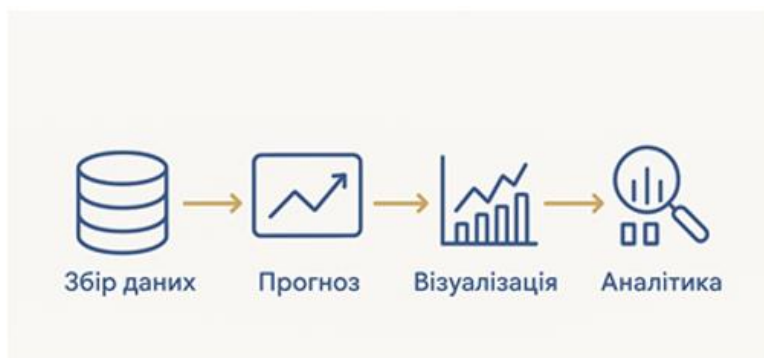 Збір даних
Прогноз
Візуалізація
Аналітика